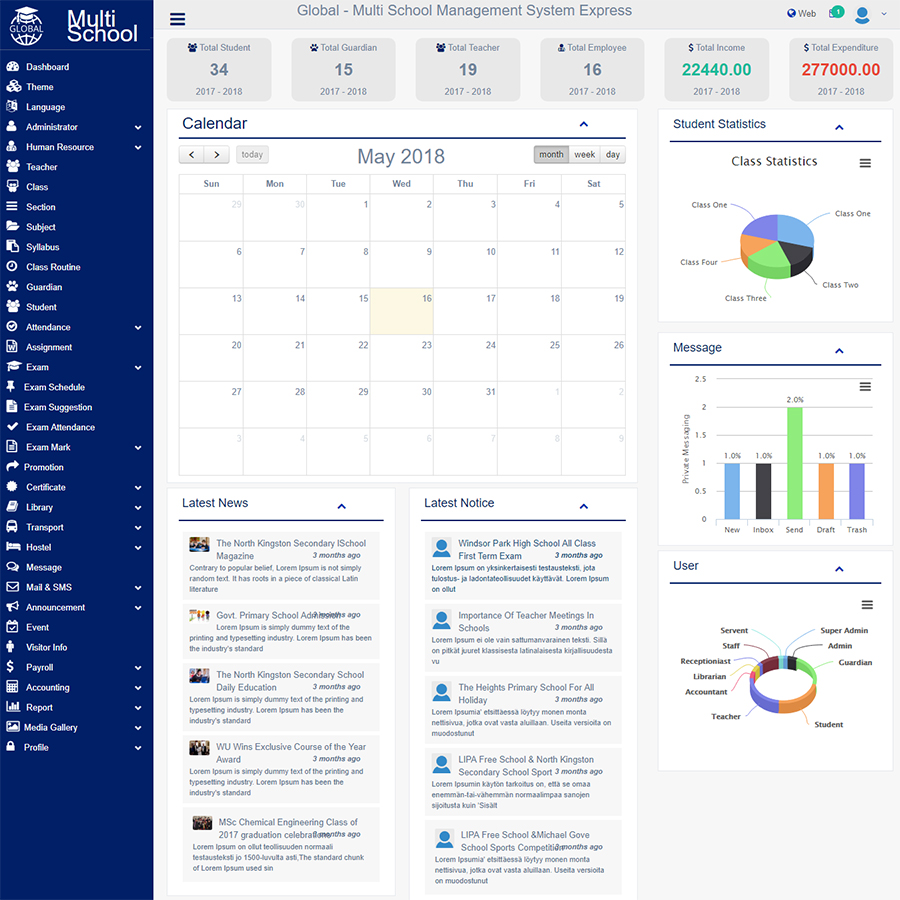 GLOBAL
Multi
School
Dashboard
Theme
Language
Administrator
Human Resource
Teacher
Class
Section
Subject
Syllabus
Class Routine
Guardian
Student
Attendance
Assignment
Exam
Exam Schedule
Exam Suggestion
Exam Attendance
Exam Mark
Promotion
Certificate
Library
Transport
Hostel
Message
Mail & SMS
Announcement
Event
Visitor Info
Payroll
Accounting
Report
Media Gallery
Profile
Global - Multi School Management System Express
Web
1
Total Student
34
2017 - 2018
Total Guardian
15
2017 - 2018
Total Teacher
19
2017 - 2018
Total Employee
16
2017 - 2018
$ Total Income
22440.00
2017 - 2018
$ Total Expenditure
277000.00
2017 - 2018
Calendar
today
May 2018
month week day
Sun Mon Tue Wed Thu Fri Sat
29 30 1 2 3 4 5
6 7 8 9 10 11 12
13 14 15 16 17 18 19
20 21 22 23 24 25 26
27 28 29 30 31 1 2
3 4 5 6 7 8 9
Latest News
The North Kingston Secondary ISchool
Magazine 3 months ago
Contrary to popular belief, Lorem Ipsum is not simply
random text. It has roots in a piece of classical Latin
literature
Govt. Primary School Admission 3 months ago
Lorem Ipsum is simply dummy text of the
printing and typesetting industry. Lorem Ipsum has been
the industry's standard
The North Kingston Secondary School
Daily Education 3 months ago
Lorem Ipsum is simply dummy text of the printing and
typesetting industry. Lorem Ipsum has been the
industry's standard
WU Wins Exclusive Course of the Year
Award 3 months ago
Lorem Ipsum is simply dummy text of the printing and
typesetting industry. Lorem Ipsum has been the
industry's standard
MSc Chemical Engineering Class of
2017 graduation celebrations 3 months ago
Lorem Ipsum on ollut teollisuuden normaali
testausteksti jo 1500-luvulta asti,The standard chunk
of Lorem Ipsum used sin
Latest Notice
Windsor Park High School All Class
First Term Exam 3 months ago
Lorem Ipsum on yksinkertaisesti testausteksti, jota
tulostus- ja ladontateollisuudet käyttävät. Lorem Ipsum
on ollut
Importance Of Teacher Meetings In
Schools 3 months ago
Lorem Ipsum ei ole vain sattumanvarainen teksti. Sillä
on pitkät juuret klassisesta latinalaisesta kirjallisuudesta
vu
The Heights Primary School For All
Holiday 3 months ago
Lorem Ipsumia' etsittäessä löytyy monen monta
nettisivua, jotka ovat vasta aluillaan. Useita versioita on
muodostunut
LIPA Free School & North Kingston
Secondary School Sport 3 months ago
Lorem Ipsumin käytön tarkoitus on, että se omaa
enemmän-tai-vähemmän normaalimpaa sanojen
sijoitusta kuin 'Sisält
LIPA Free School &Michael Gove
School Sports Competition 3 months ago
Lorem Ipsumia' etsittäessä löytyy monen monta
nettisivua, jotka ovat vasta aluillaan. Useita versioita
on muodostunut
Student Statistics
Class Statistics
Class One
Class One
Class Four
Class Two
Class Three
Message
2.5
2
1.5
1
0.5
0
Private Messaging
1.0% 1.0% 2.0% 1.0% 1.0%
New Inbox Send Draft Trash
User
Servent
Super Admin
Staff
Admin
Receptioniast
Guardian
Librarian
Accountant
Teacher
Student